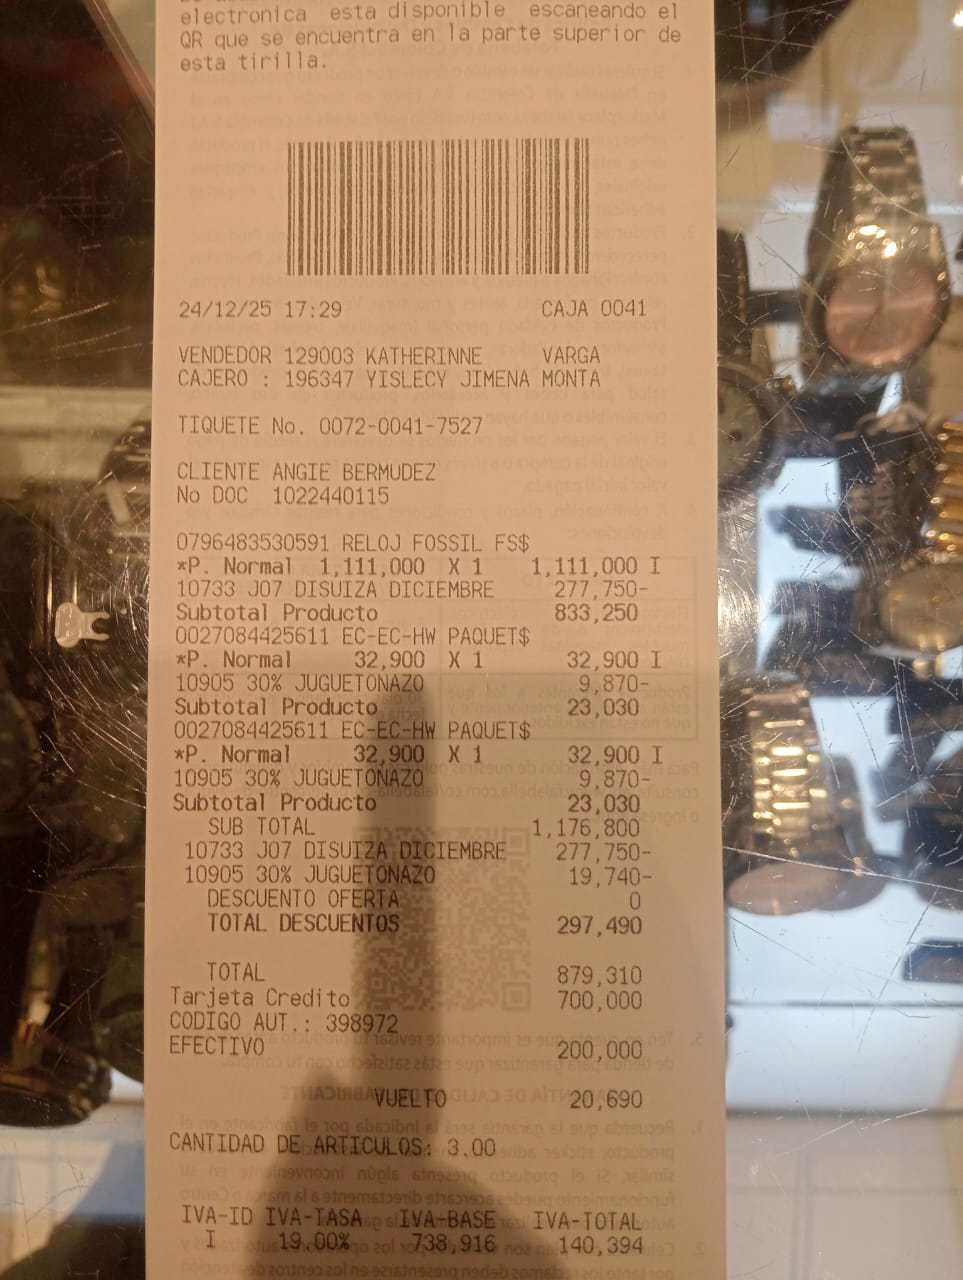 electronica esta disponible escaneando el
QR que se encuentra en la parte superior de
esta tirilla.
24/12/25 17:29 CAJA 0041
VENDEDOR 129003 KATHERINNE VARGA
CAJERO : 196347 YISLECY JIMENA MONTA
TIQUETE No. 0072-0041-7527
CLIENTE ANGIE BERMUDEZ
No DOC 1022440115
0796483530591 RELOJ FOSSIL FS$
*P. Normal 1,111,000 X 1 1,111,000 I
10733 J07 DISUIZA DICIEMBRE 277,750-
Subtotal Producto 833,250
0027084425611 EC-EC-HW PAQUET$
*P. Normal 32,900 X 1 32,900 I
10905 30% JUGUETONAZO 9,870-
Subtotal Producto 23,030
0027084425611 EC-EC-HW PAQUET$
*P. Normal 32,900 X 1 32,900 I
10905 30% JUGUETONAZO 9,870-
Subtotal Producto 23,030
SUB TOTAL 1,176,800
10733 J07 DISUIZA DICIEMBRE 277,750-
10905 30% JUGUETONAZO 19,740-
DESCUENTO OFERTA 0
TOTAL DESCUENTOS 297,490
TOTAL 879,310
Tarjeta Credito 700,000
CODIGO AUT.: 398972
EFECTIVO 200,000
VUELTO 20,690
CANTIDAD DE ARTICULOS: 3.00
IVA-ID IVA-TASA IVA-BASE IVA-TOTAL
I 19.00% 738,916 140,394